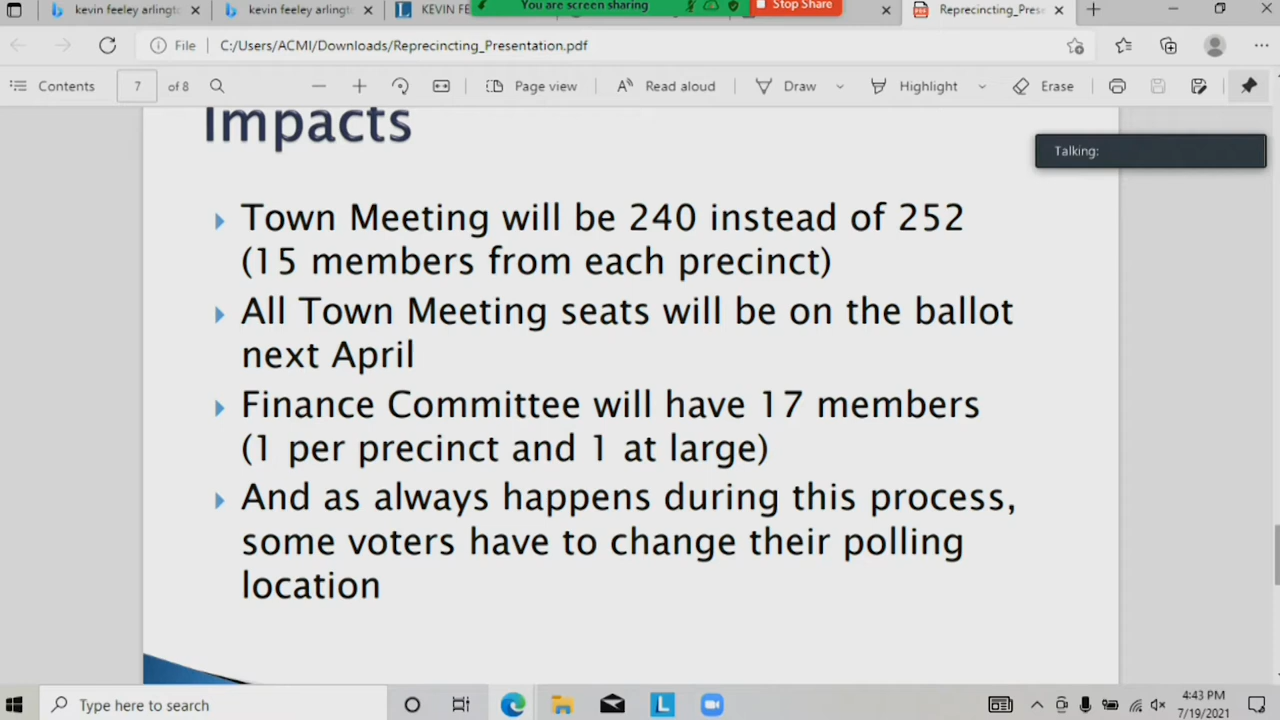 kevin feeley arlingt
kevin feeley arlingt
KEVIN FE
You are screen sharing
Stop Share
Reprecincting_Prese
File
C:/Users/ACMI/Downloads/Reprecincting_Presentation.pdf
Contents
7
of 8
Page view
Read aloud
Draw
Highlight
Erase
Impacts
Talking:
Town Meeting will be 240 instead of 252
(15 members from each precinct)
All Town Meeting seats will be on the ballot
next April
Finance Committee will have 17 members
(1 per precinct and 1 at large)
And as always happens during this process,
some voters have to change their polling
location
Type here to search
4:43 PM
7/19/2021